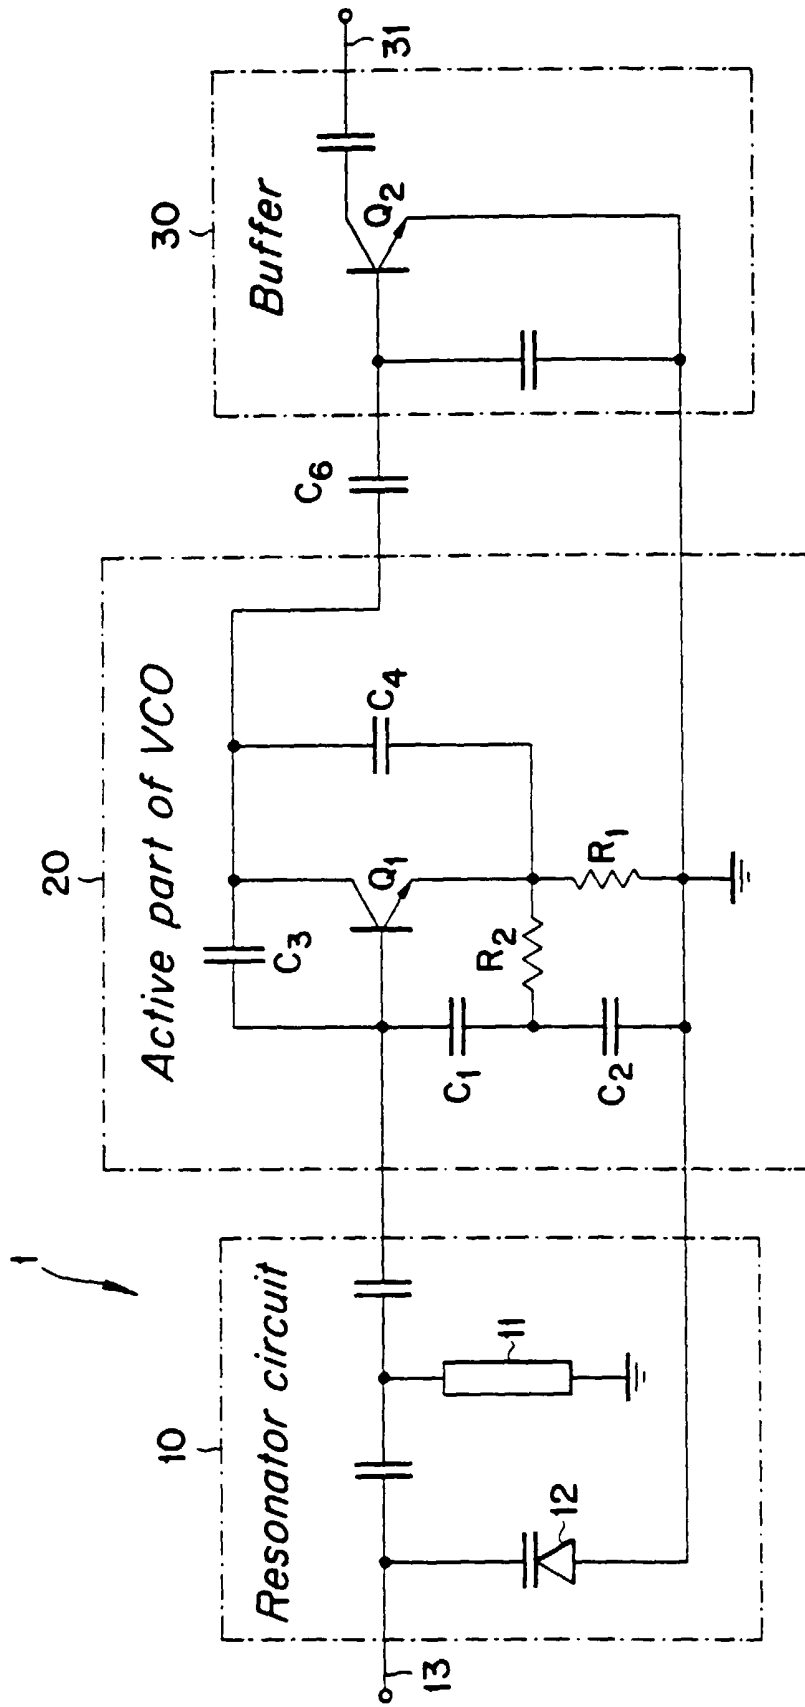 1
10
Resonator circuit
11
12
13
20
Active part of VCO
C3
Q1
C4
C1
R2
C2
R1
C6
30
Buffer
Q2
31